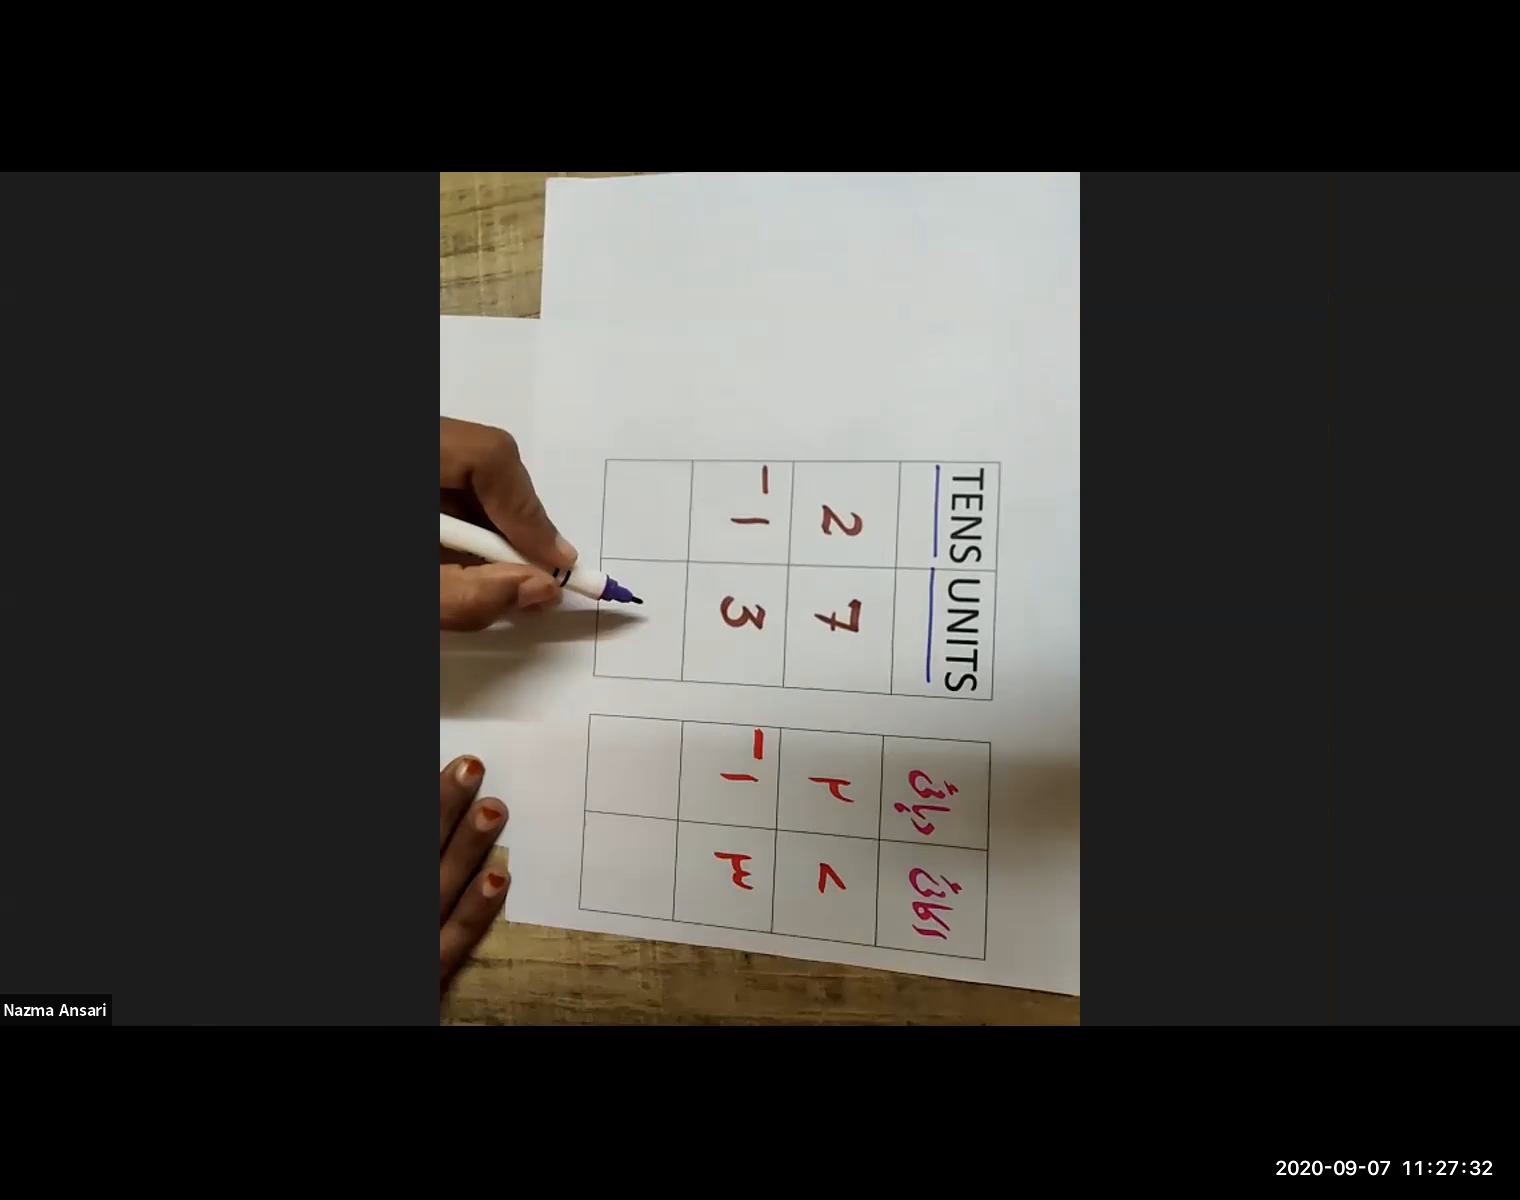 TENS UNITS
2 7
- 1 3
دہائی اکائی
۲ ۷
- ۱ ۳
Nazma Ansari
2020-09-07 11:27:32